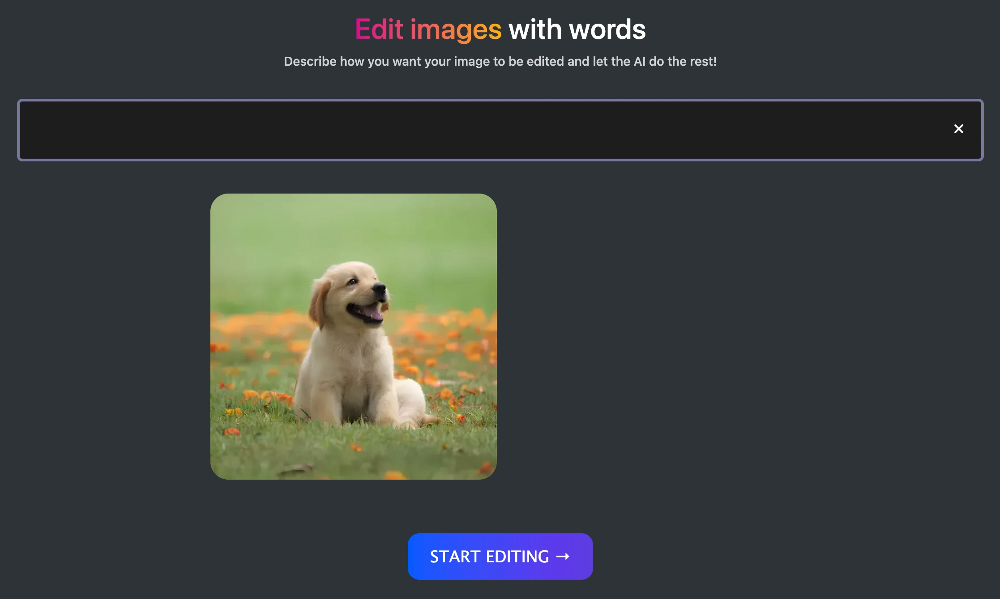 Edit images with words
Describe how you want your image to be edited and let the AI do the rest!
START EDITING →